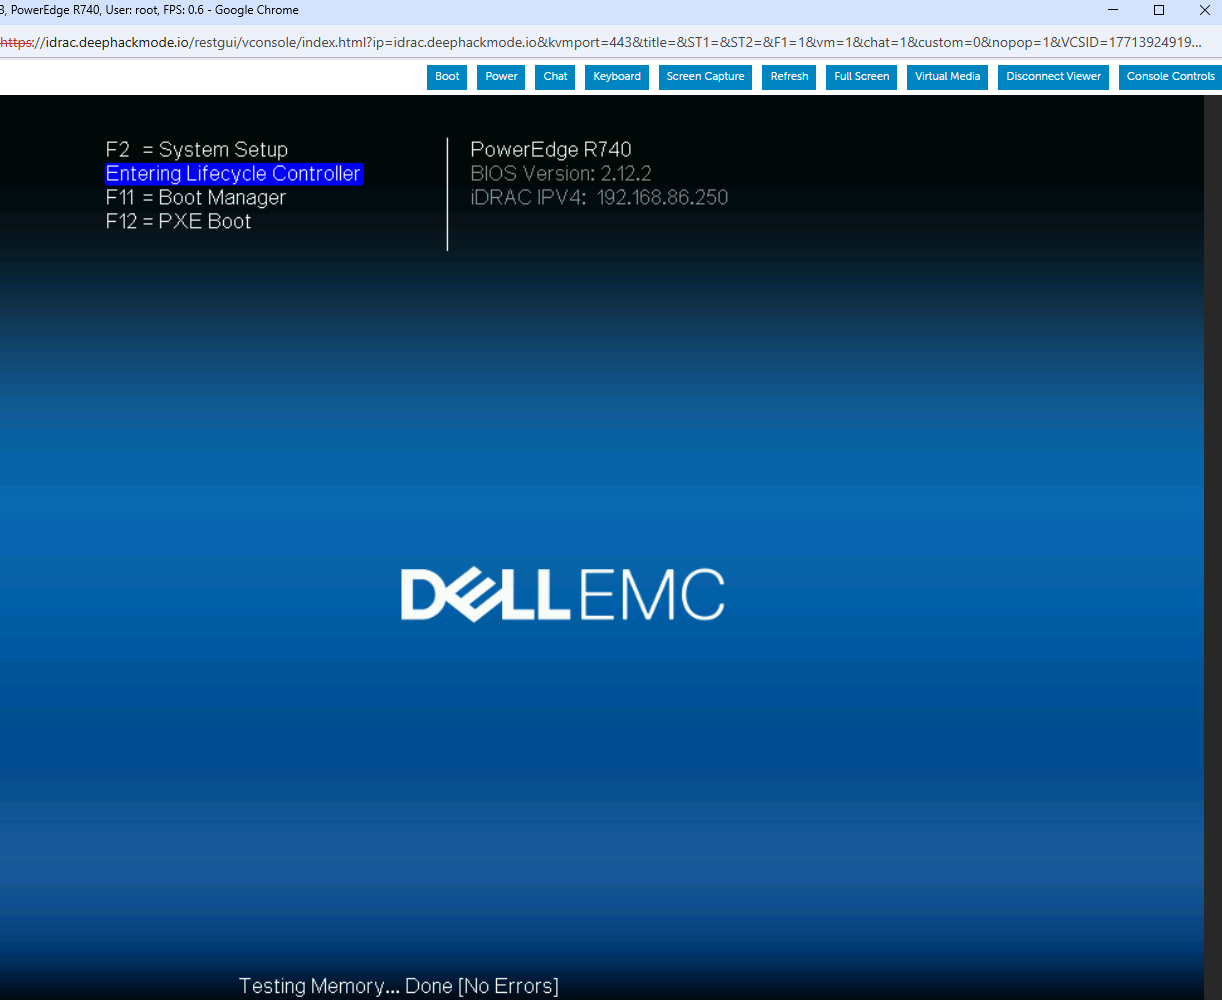 3, PowerEdge R740, User: root, FPS: 0.6 - Google Chrome
https://idrac.deephackmode.io/restgui/vconsole/index.html?ip=idrac.deephackmode.io&kvmport=443&title=&ST1=&ST2=&F1=1&vm=1&chat=1&custom=0&nopop=1&VCSID=17713924919...
Boot Power Chat Keyboard Screen Capture Refresh Full Screen Virtual Media Disconnect Viewer Console Controls
F2 = System Setup
Entering Lifecycle Controller
F11 = Boot Manager
F12 = PXE Boot
PowerEdge R740
BIOS Version: 2.12.2
iDRAC IPV4: 192.168.86.250
DELL EMC
Testing Memory... Done [No Errors]